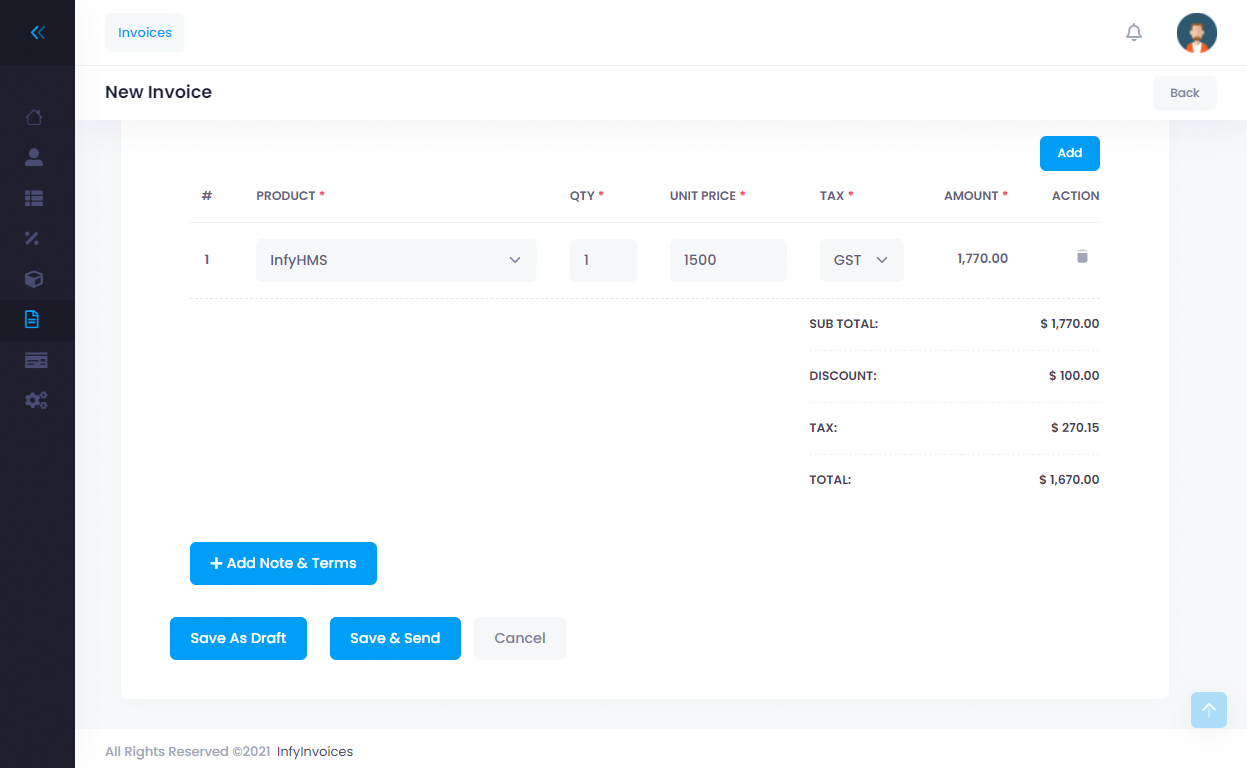 Invoices
New Invoice
Back
Add
# PRODUCT * QTY * UNIT PRICE * TAX * AMOUNT * ACTION
1 InfyHMS 1 1500 GST 1,770.00
SUB TOTAL: $ 1,770.00
DISCOUNT: $ 100.00
TAX: $ 270.15
TOTAL: $ 1,670.00
+ Add Note & Terms
Save As Draft Save & Send Cancel
All Rights Reserved ©2021 InfyInvoices